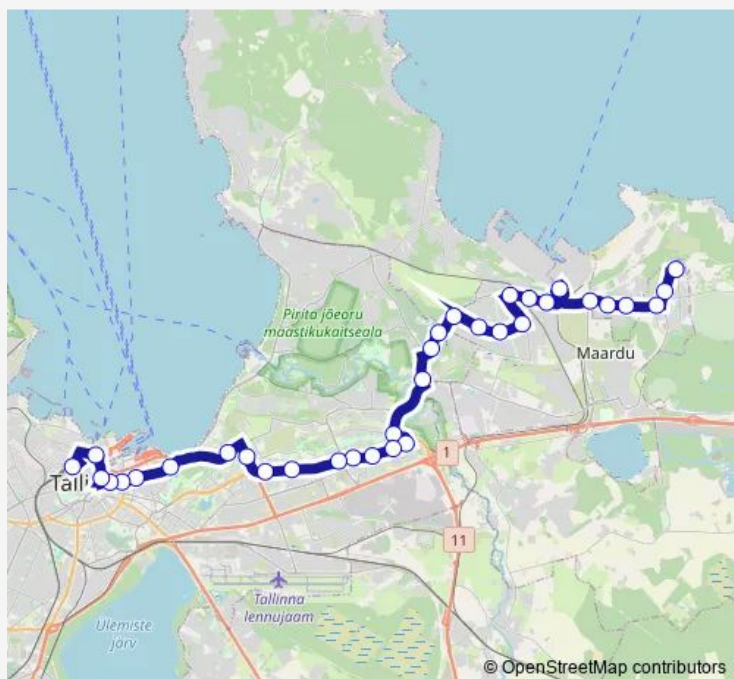 Pirita jõeoru
maastikukaitseala
Maardu
1
Talli
11
Tallinna
lennujaam
Ülemiste
järv
© OpenStreetMap contributors